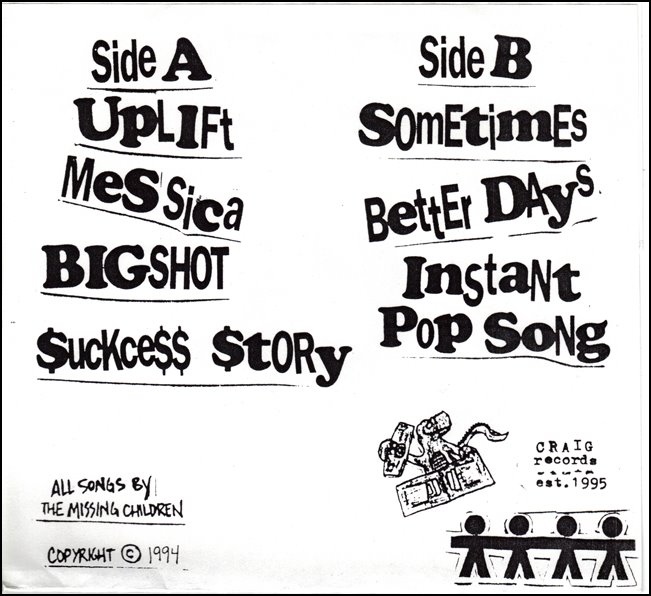 Side A
UPLIFt
MeSSica
BIGSHOT
$ucKce$$ $tORy
Side B
SOmEtimES
BettEr DAyS
InStaNt
POp SoNg
ALL SONGS BY
THE MISSING CHILDREN
COPYRIGHT © 1994
CRAIG
records
est.1995